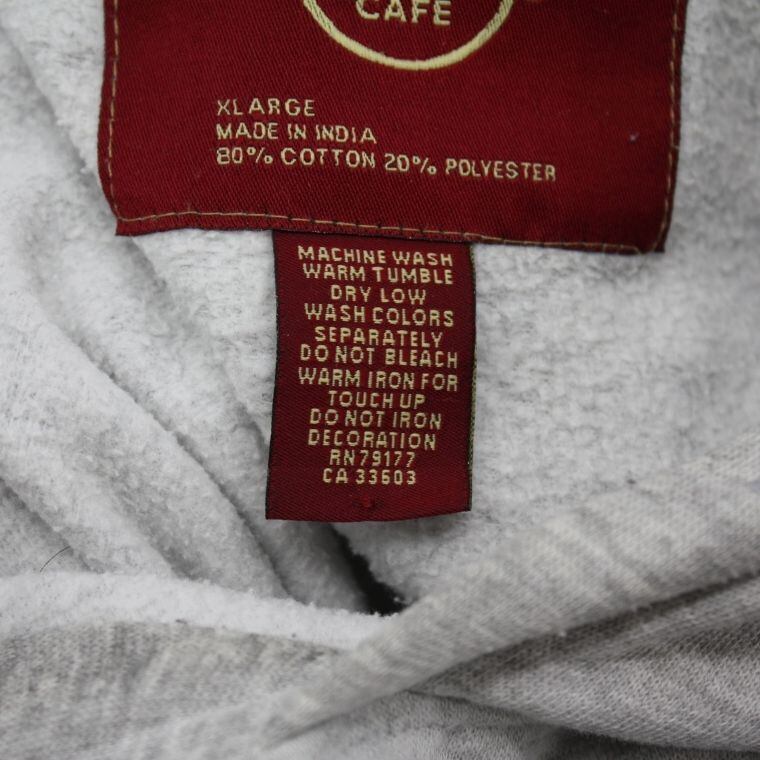 CAFE
XLARGE
MADE IN INDIA
80% COTTON 20% POLYESTER
MACHINE WASH
WARM TUMBLE
DRY LOW
WASH COLORS
SEPARATELY
DO NOT BLEACH
WARM IRON FOR
TOUCH UP
DO NOT IRON
DECORATION
RN79177
CA 33603